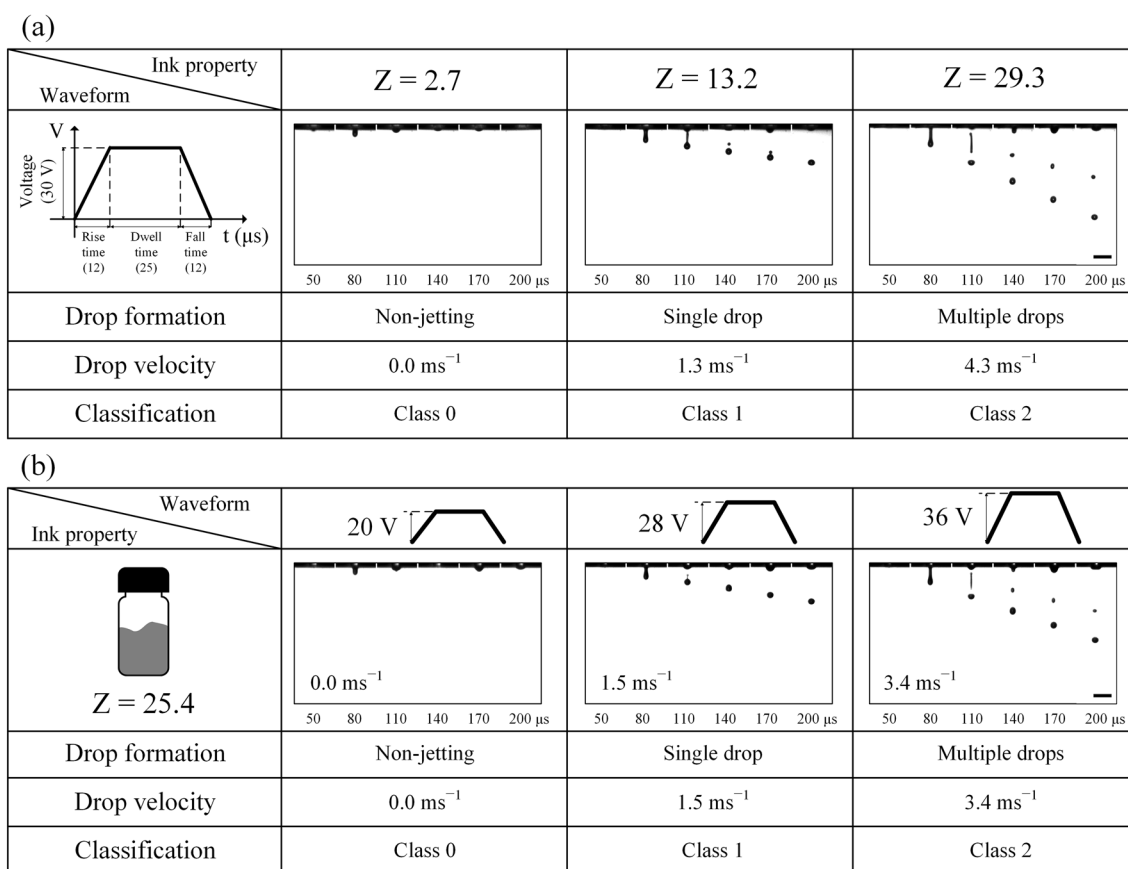 (a)
Ink property
Waveform
Z = 2.7
Z = 13.2
Z = 29.3
V
Voltage
(30 V)
t (μs)
Rise
time
(12)
Dwell
time
(25)
Fall
time
(12)
50 80 110 140 170 200 μs
50 80 110 140 170 200 μs
50 80 110 140 170 200 μs
Drop formation
Non-jetting
Single drop
Multiple drops
Drop velocity
0.0 ms⁻¹
1.3 ms⁻¹
4.3 ms⁻¹
Classification
Class 0
Class 1
Class 2
(b)
Waveform
Ink property
20 V
28 V
36 V
Z = 25.4
0.0 ms⁻¹
50 80 110 140 170 200 μs
1.5 ms⁻¹
50 80 110 140 170 200 μs
3.4 ms⁻¹
50 80 110 140 170 200 μs
Drop formation
Non-jetting
Single drop
Multiple drops
Drop velocity
0.0 ms⁻¹
1.5 ms⁻¹
3.4 ms⁻¹
Classification
Class 0
Class 1
Class 2